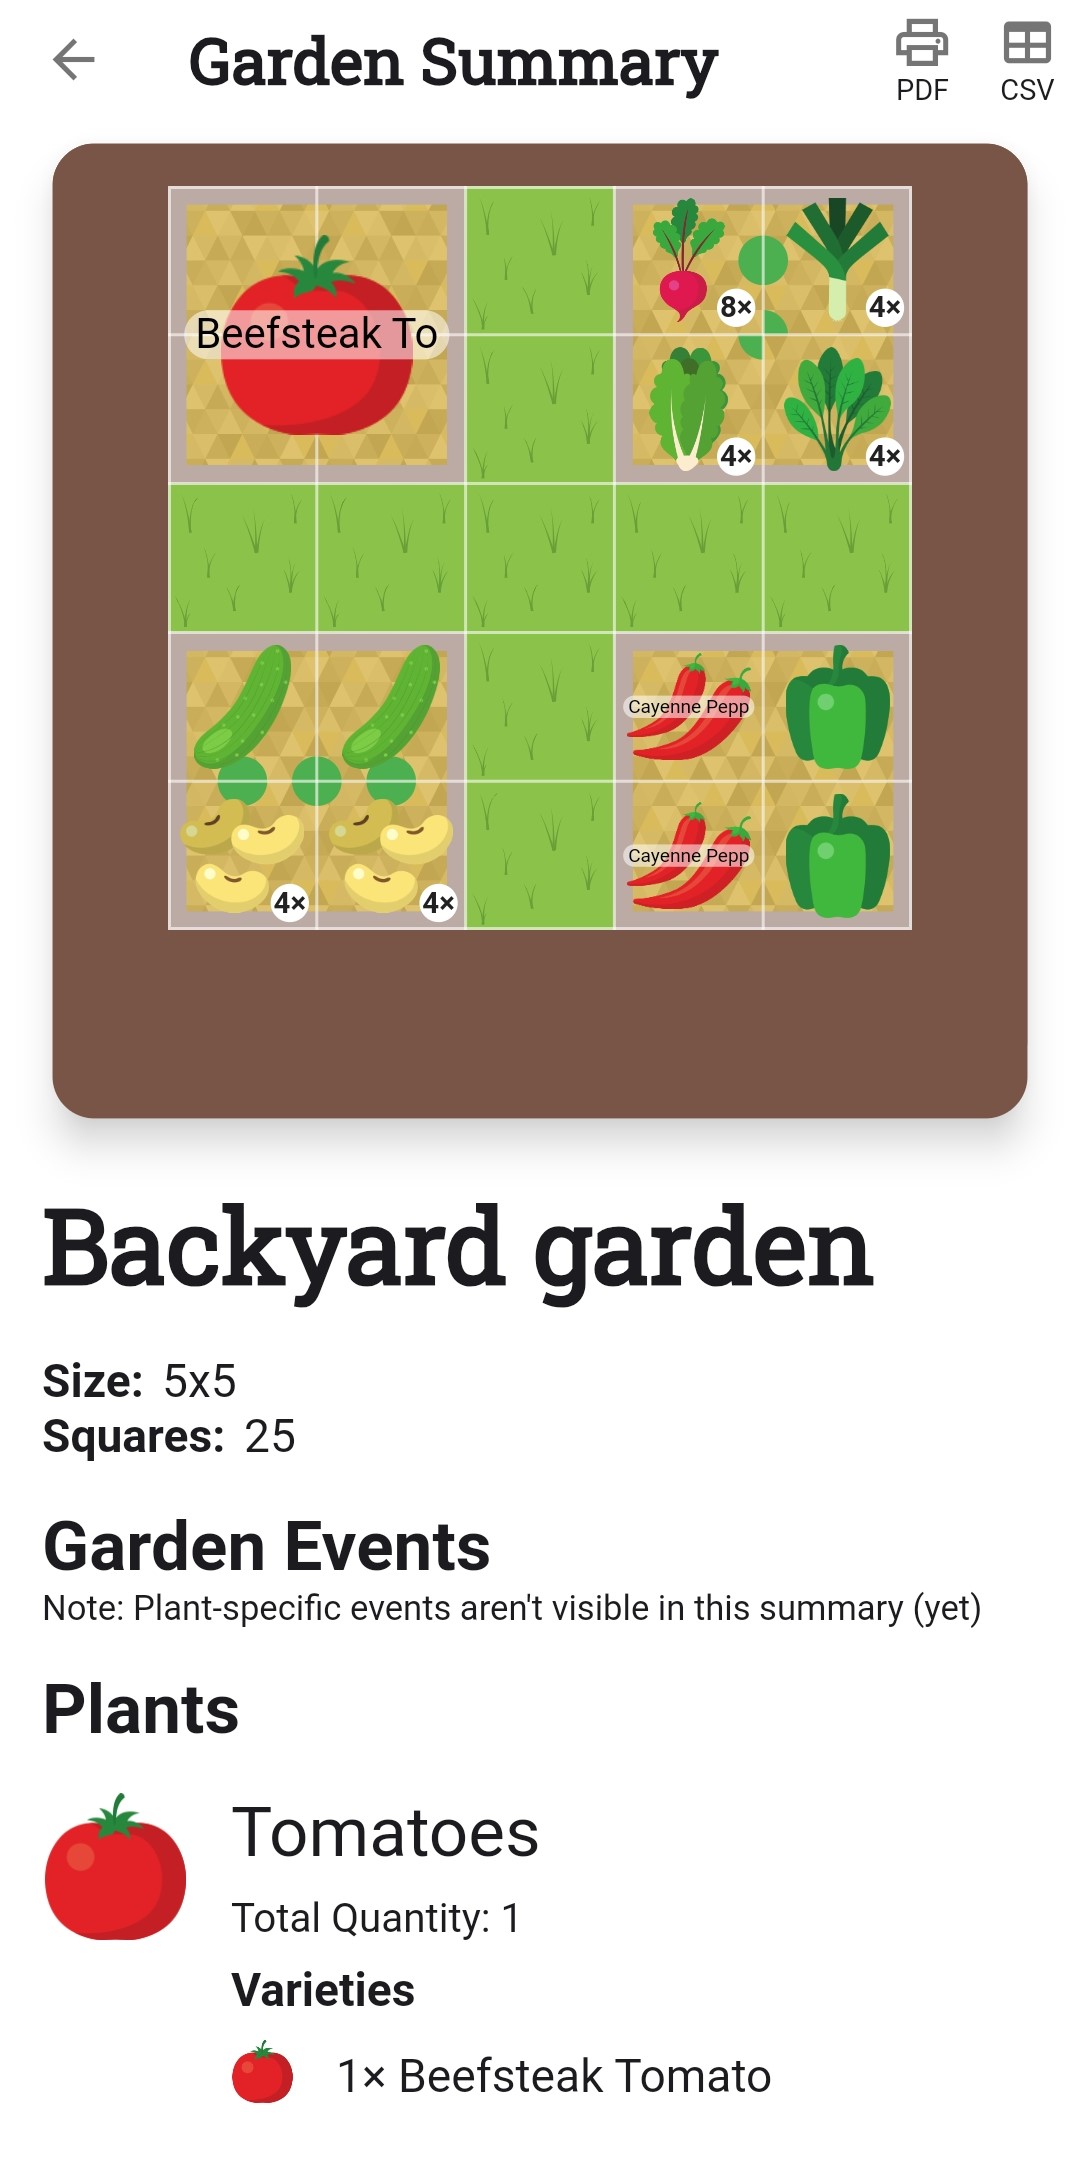 Garden Summary
PDF
CSV
Beefsteak To
8×
4×
4×
4×
Cayenne Pepp
Cayenne Pepp
4×
4×
Backyard garden
Size: 5x5
Squares: 25
Garden Events
Note: Plant-specific events aren't visible in this summary (yet)
Plants
Tomatoes
Total Quantity: 1
Varieties
1× Beefsteak Tomato